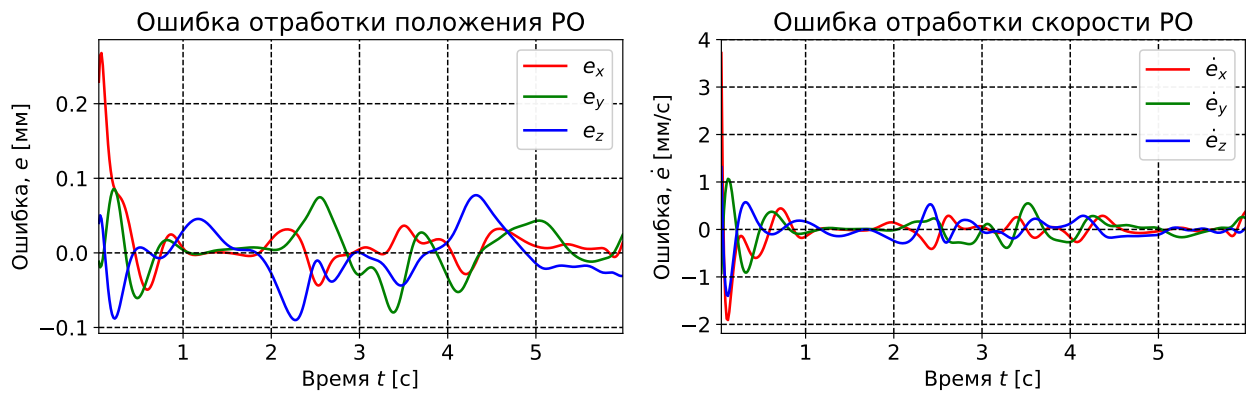 Ошибка отработки положения РО
Ошибка, e [мм]
0.2
0.1
0.0
−0.1
e_x
e_y
e_z
1 2 3 4 5
Время t [с]
Ошибка отработки скорости РО
Ошибка, ė [мм/с]
4
3
2
1
0
−1
−2
ė_x
ė_y
ė_z
1 2 3 4 5
Время t [с]